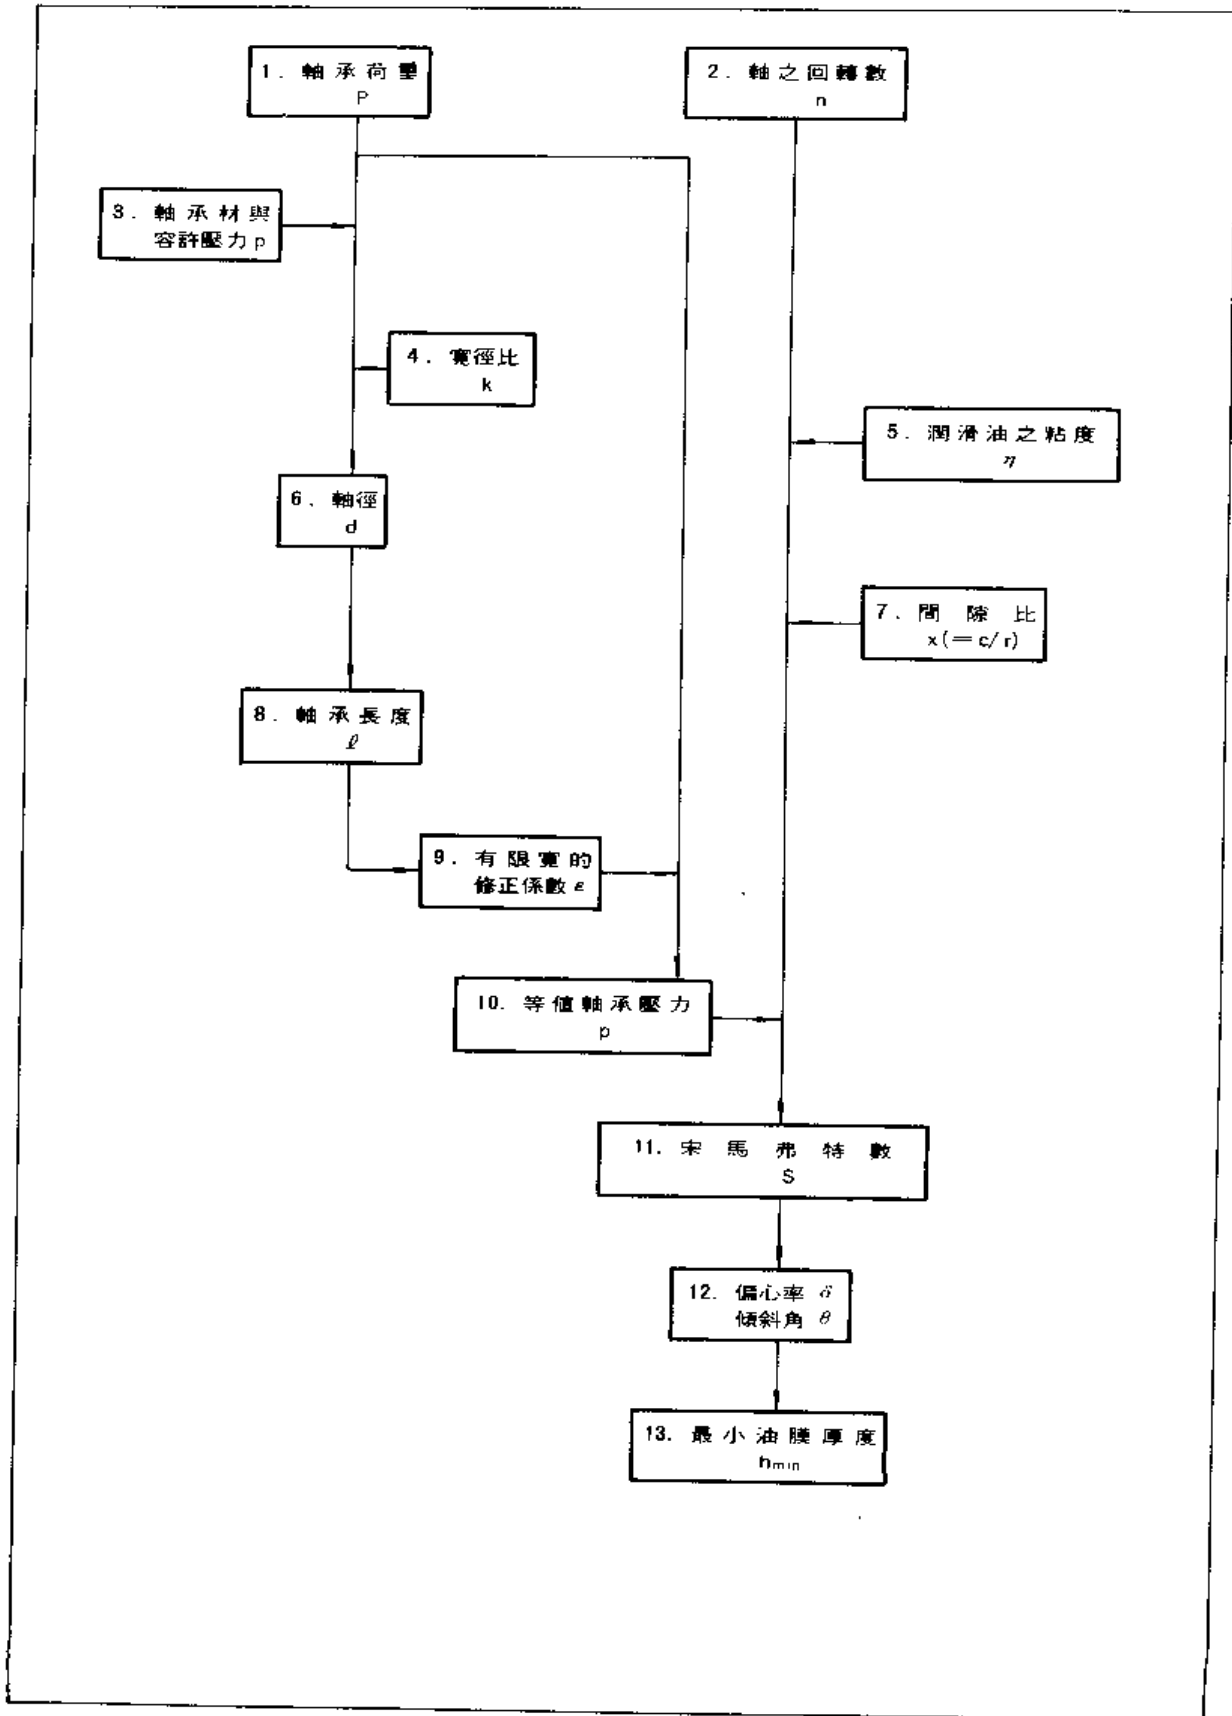 1. 軸承荷重
P
2. 軸之回轉數
n
3. 軸承材與
容許壓力p
4. 寬徑比
k
5. 潤滑油之粘度
η
6. 軸徑
d
7. 間隙比
x(=c/r)
8. 軸承長度
ℓ
9. 有限寬的
修正係數ε
10. 等値軸承壓力
p
11. 宋馬弗特數
S
12. 偏心率 δ
傾斜角 θ
13. 最小油膜厚度
hmin